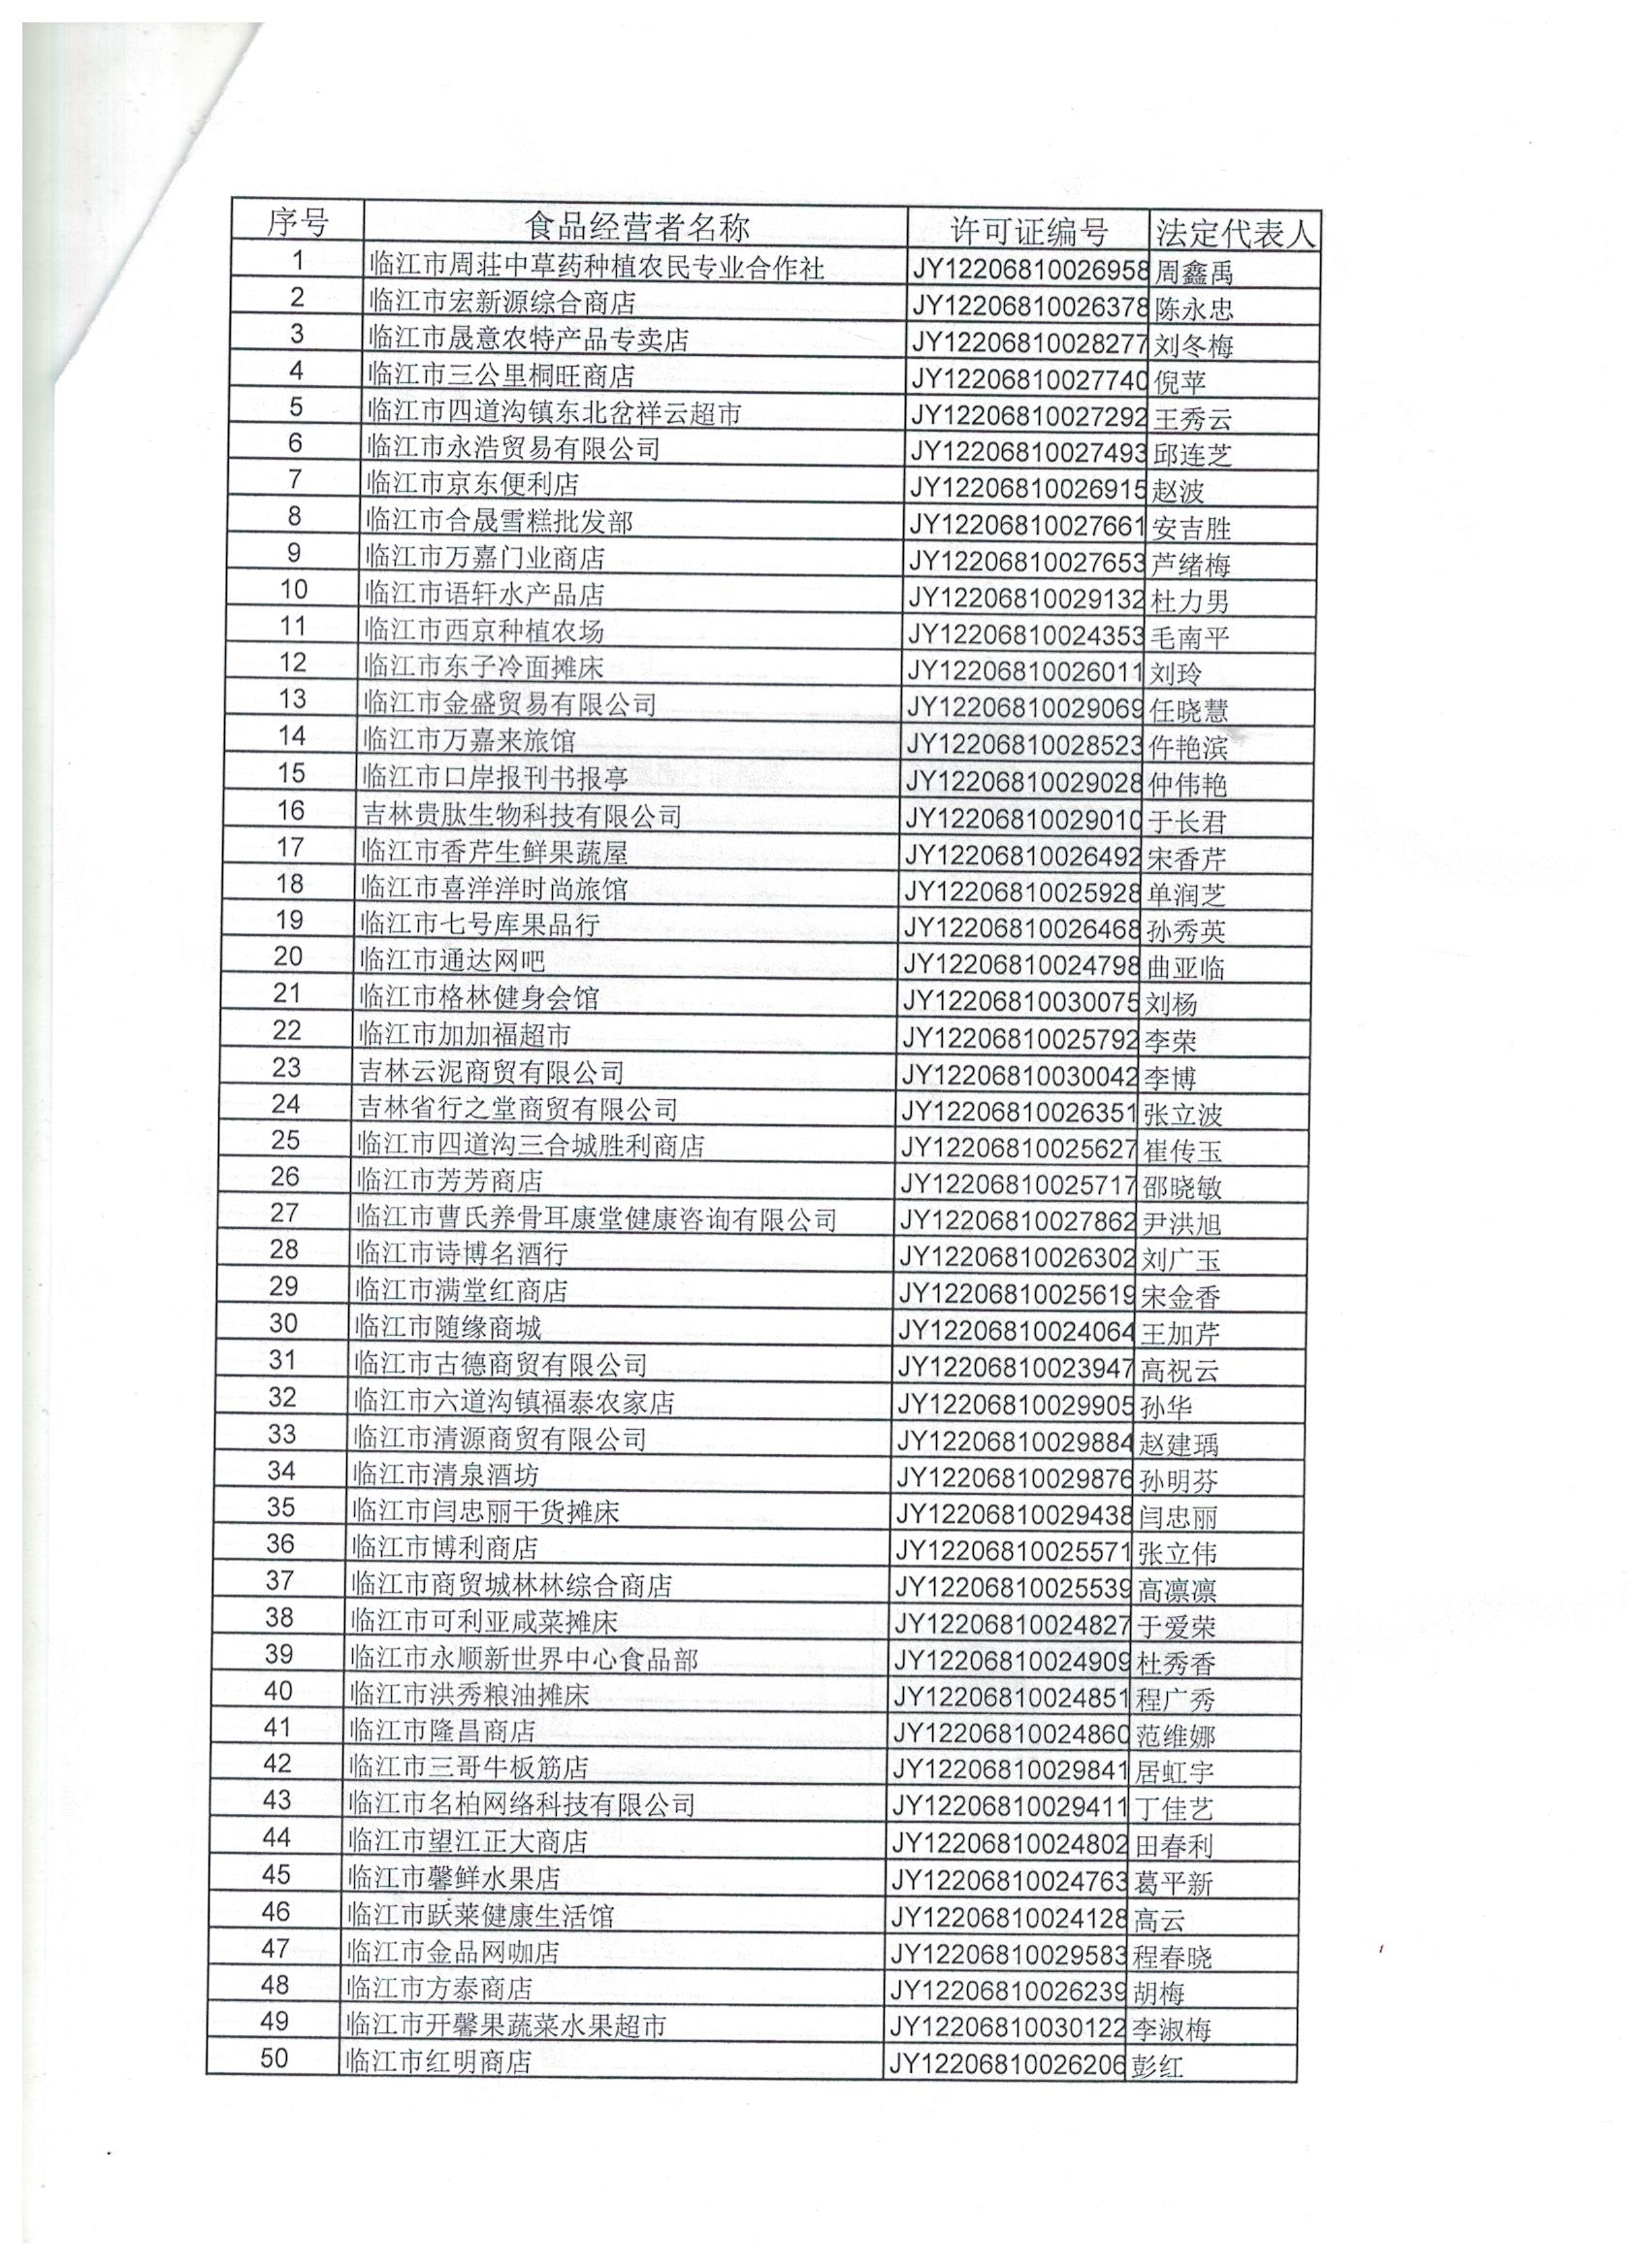 序号 食品经营者名称 许可证编号 法定代表人
1 临江市周荘中草药种植农民专业合作社 JY12206810026958 周鑫禹
2 临江市宏新源综合商店 JY12206810026378 陈永忠
3 临江市晟意农特产品专卖店 JY12206810028277 刘冬梅
4 临江市三公里桐旺商店 JY12206810027740 倪苹
5 临江市四道沟镇东北岔祥云超市 JY12206810027292 王秀云
6 临江市永浩贸易有限公司 JY12206810027493 邱连芝
7 临江市京东便利店 JY12206810026915 赵波
8 临江市合晟雪糕批发部 JY12206810027661 安吉胜
9 临江市万嘉门业商店 JY12206810027653 芦绪梅
10 临江市语轩水产品店 JY12206810029132 杜力男
11 临江市西京种植农场 JY12206810024353 毛南平
12 临江市东子冷面摊床 JY12206810026011 刘玲
13 临江市金盛贸易有限公司 JY12206810029069 任晓慧
14 临江市万嘉来旅馆 JY12206810028523 仵艳滨
15 临江市口岸报刊书报亭 JY12206810029028 仲伟艳
16 吉林贵肽生物科技有限公司 JY12206810029010 于长君
17 临江市香芹生鲜果蔬屋 JY12206810026492 宋香芹
18 临江市喜洋洋时尚旅馆 JY12206810025928 单润芝
19 临江市七号库果品行 JY12206810026468 孙秀英
20 临江市通达网吧 JY12206810024798 曲亚临
21 临江市格林健身会馆 JY12206810030075 刘杨
22 临江市加加福超市 JY12206810025792 李荣
23 吉林云泥商贸有限公司 JY12206810030042 李博
24 吉林省行之堂商贸有限公司 JY12206810026351 张立波
25 临江市四道沟三合城胜利商店 JY12206810025627 崔传玉
26 临江市芳芳商店 JY12206810025717 邵晓敏
27 临江市曹氏养骨耳康堂健康咨询有限公司 JY12206810027862 尹洪旭
28 临江市诗博名酒行 JY12206810026302 刘广玉
29 临江市满堂红商店 JY12206810025619 宋金香
30 临江市随缘商城 JY12206810024064 王加芹
31 临江市古德商贸有限公司 JY12206810023947 高祝云
32 临江市六道沟镇福泰农家店 JY12206810029905 孙华
33 临江市清源商贸有限公司 JY12206810029884 赵建瑀
34 临江市清泉酒坊 JY12206810029876 孙明芬
35 临江市闫忠丽干货摊床 JY12206810029438 闫忠丽
36 临江市博利商店 JY12206810025571 张立伟
37 临江市商贸城林林综合商店 JY12206810025539 高凛凛
38 临江市可利亚咸菜摊床 JY12206810024827 于爱荣
39 临江市永顺新世界中心食品部 JY12206810024909 杜秀香
40 临江市洪秀粮油摊床 JY12206810024851 程广秀
41 临江市隆昌商店 JY12206810024860 范维娜
42 临江市三哥牛板筋店 JY12206810029841 居虹宇
43 临江市名柏网络科技有限公司 JY12206810029411 丁佳艺
44 临江市望江正大商店 JY12206810024802 田春利
45 临江市馨鲜水果店 JY12206810024763 葛平新
46 临江市跃莱健康生活馆 JY12206810024128 高云
47 临江市金品网咖店 JY12206810029583 程春晓
48 临江市方泰商店 JY12206810026239 胡梅
49 临江市开馨果蔬菜水果超市 JY12206810030122 李淑梅
50 临江市红明商店 JY12206810026206 彭红